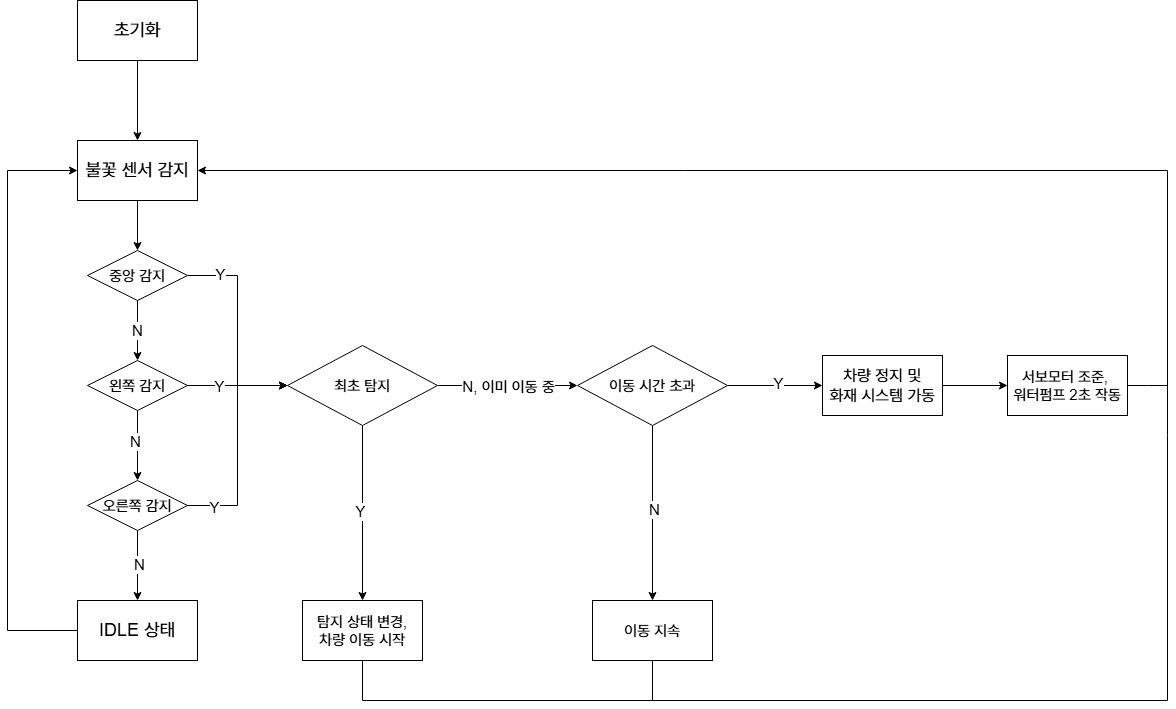 초기화
불꽃 센서 감지
중앙 감지
Y
N
왼쪽 감지
Y
N
오른쪽 감지
Y
N
IDLE 상태
최초 탐지
N, 이미 이동 중
Y
탐지 상태 변경,
차량 이동 시작
이동 시간 초과
Y
N
이동 지속
차량 정지 및
화재 시스템 가동
서보모터 조준,
워터펌프 2초 작동